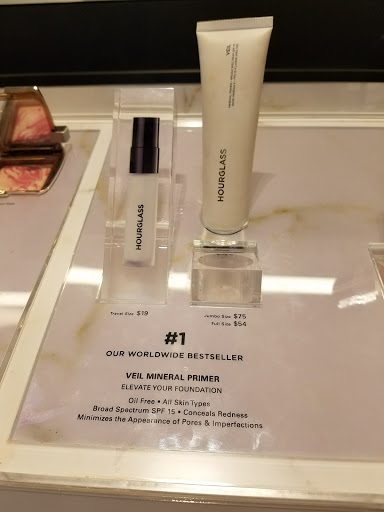 VEIL
HOURGLASS
HOURGLASS
Travel Size $19
Jumbo Size $75
Full Size $54
#1
OUR WORLDWIDE BESTSELLER
VEIL MINERAL PRIMER
ELEVATE YOUR FOUNDATION
Oil Free • All Skin Types
Broad Spectrum SPF 15 • Conceals Redness
Minimizes the Appearance of Pores & Imperfections